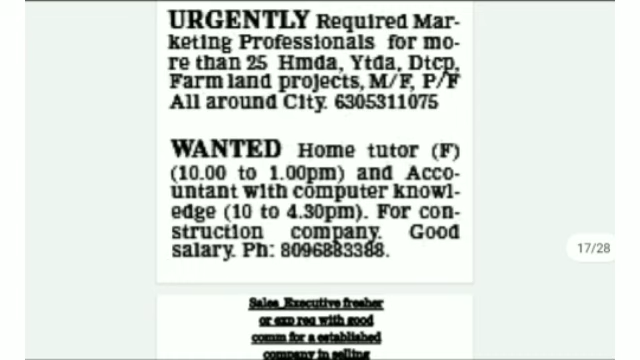 URGENTLY Required Mar-
keting Professionals for mo-
re than 25 Hmda, Ytda, Dtcp,
Farm land projects, M/F, P/F
All around City. 6305311075
WANTED Home tutor (F)
(10.00 to 1.00pm) and Acco-
untant with computer knowl-
edge (10 to 4.30pm). For con-
struction company. Good
salary. Ph: 8096883388.
17/28
Sales Executive fresher
or exp req with good
comm for a established
company in selling